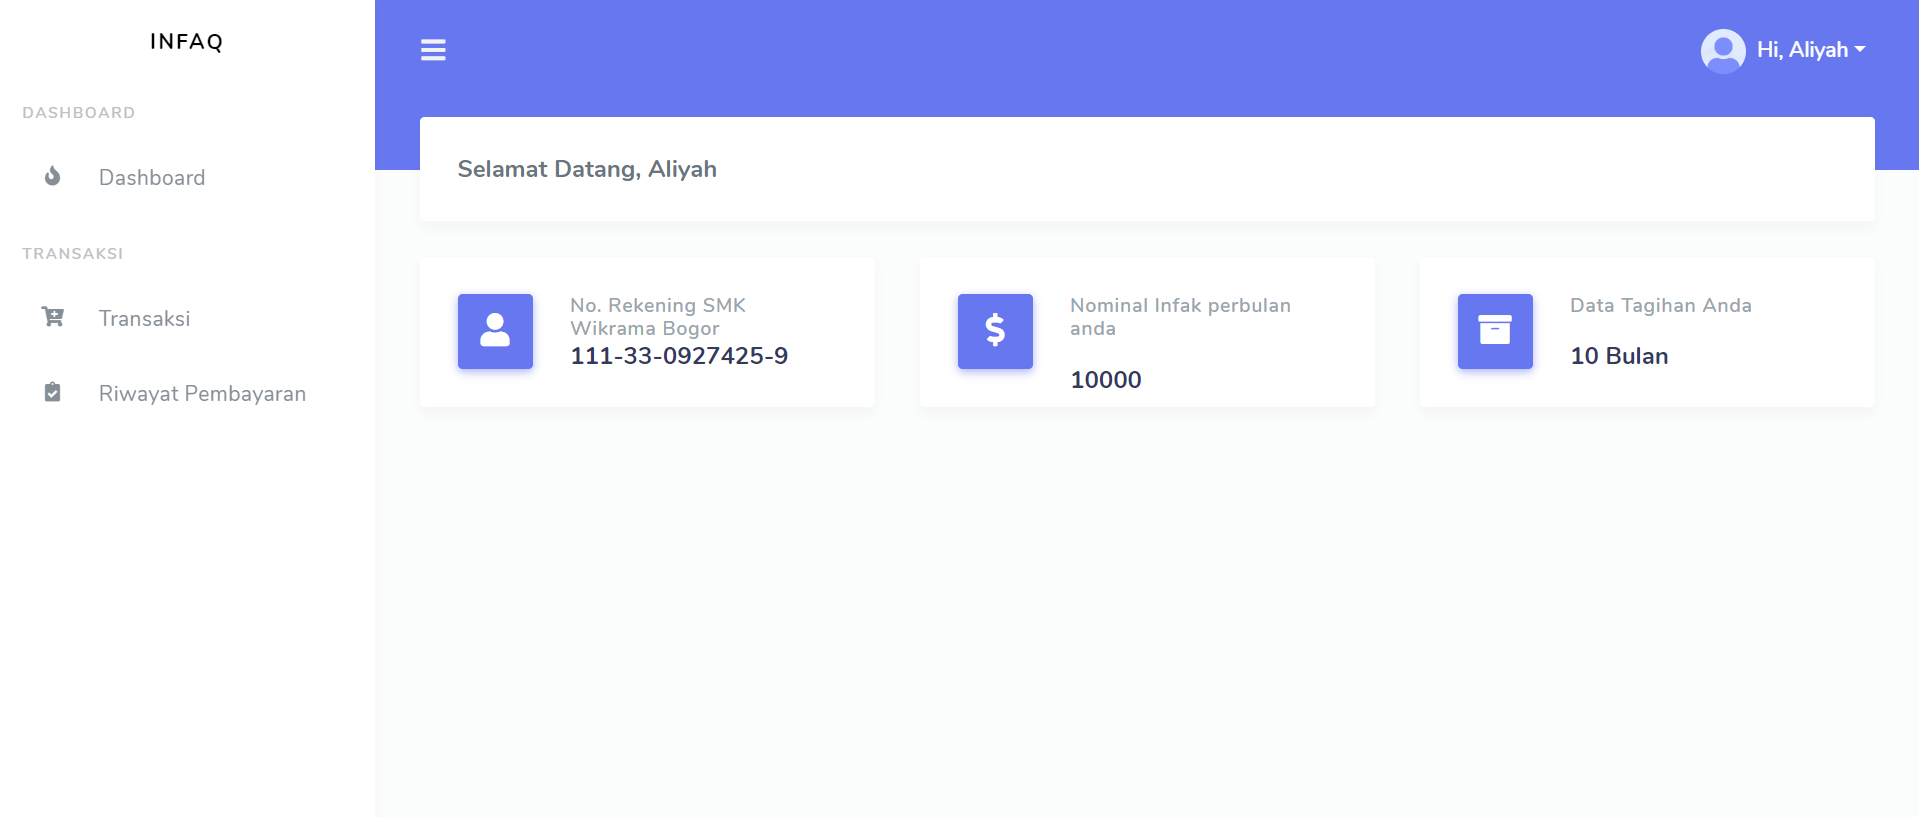 INFAQ
DASHBOARD
Dashboard
TRANSAKSI
Transaksi
Riwayat Pembayaran
Hi, Aliyah
Selamat Datang, Aliyah
No. Rekening SMK
Wikrama Bogor
111-33-0927425-9
Nominal Infak perbulan
anda
10000
Data Tagihan Anda
10 Bulan